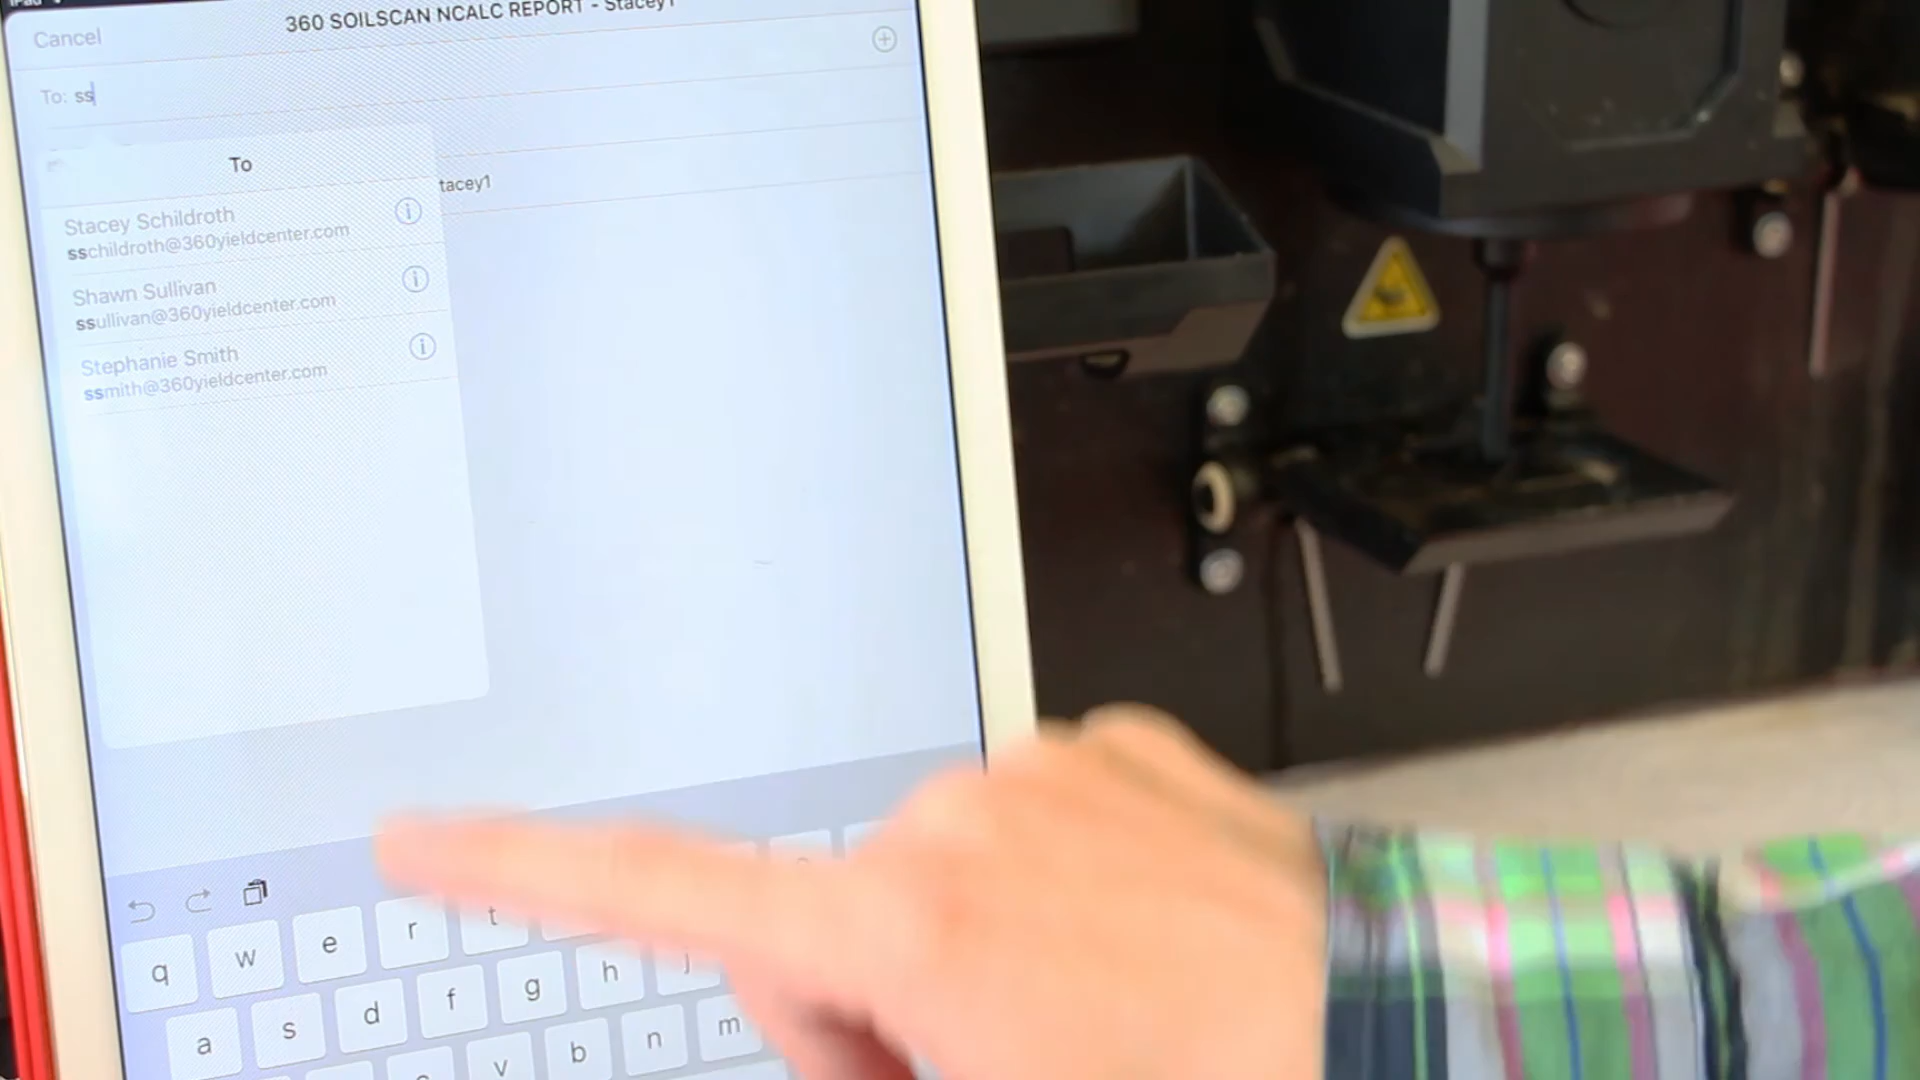 iPad
360 SOILSCAN NCALC REPORT - Stacey1
Cancel
To: ss
To
tacey1
Stacey Schildroth
sschildroth@360yieldcenter.com
Shawn Sullivan
ssullivan@360yieldcenter.com
Stephanie Smith
ssmith@360yieldcenter.com
q w e r t
a s d f g h j
c v b n m